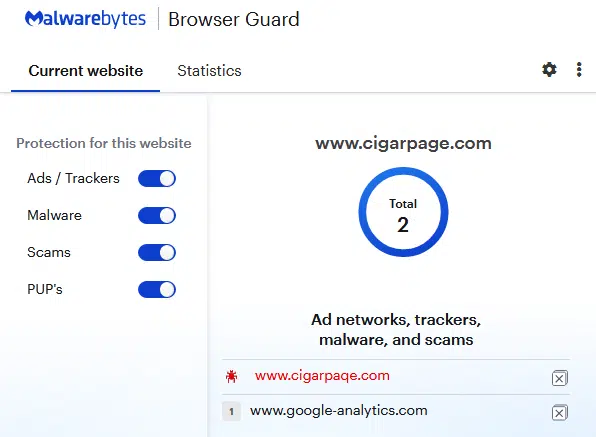 Malwarebytes | Browser Guard
Current website Statistics
Protection for this website
Ads / Trackers
Malware
Scams
PUP's
www.cigarpage.com
Total
2
Ad networks, trackers,
malware, and scams
www.cigarpaqe.com
1 www.google-analytics.com